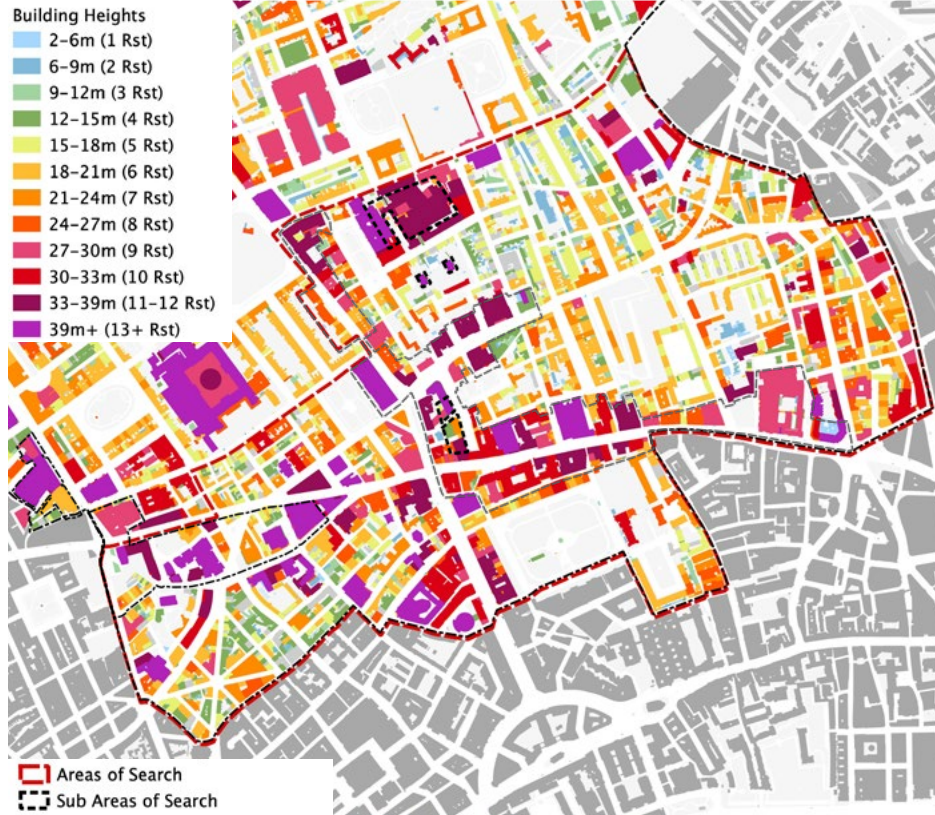 Building Heights
2–6m (1 Rst)
6–9m (2 Rst)
9–12m (3 Rst)
12–15m (4 Rst)
15–18m (5 Rst)
18–21m (6 Rst)
21–24m (7 Rst)
24–27m (8 Rst)
27–30m (9 Rst)
30–33m (10 Rst)
33–39m (11–12 Rst)
39m+ (13+ Rst)
Areas of Search
Sub Areas of Search